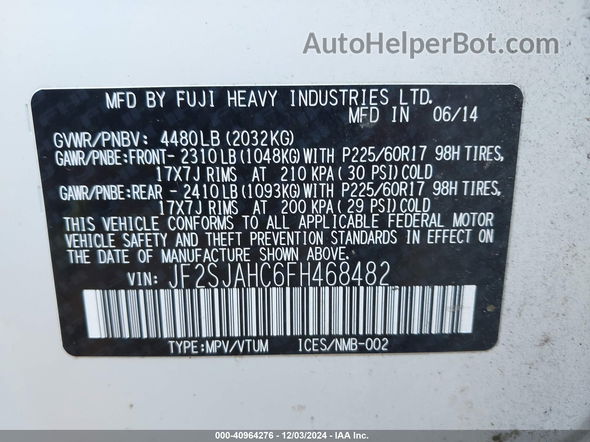 AutoHelperBot.com
MFD BY FUJI HEAVY INDUSTRIES LTD.
MFD IN 06/14
GVWR/PNBV: 4480LB(2032KG)
GAWR/PNBE:FRONT- 2310LB(1048KG)WITH P225/60R17 98H TIRES,
17X7J RIMS AT 210 KPA( 30 PSI)COLD
GAWR/PNBE:REAR - 2410LB(1093KG)WITH P225/60R17 98H TIRES,
17X7J RIMS AT 200 KPA( 29 PSI)COLD
THIS VEHICLE CONFORMS TO ALL APPLICABLE FEDERAL MOTOR
VEHICLE SAFETY AND THEFT PREVENTION STANDARDS IN EFFECT ON
THE DATE OF MANUFACTURE SHOWN ABOVE.
VIN: JF2SJAHC6FH468482
TYPE:MPV/VTUM ICES/NMB-002
000-40964276 - 12/03/2024 - IAA Inc.